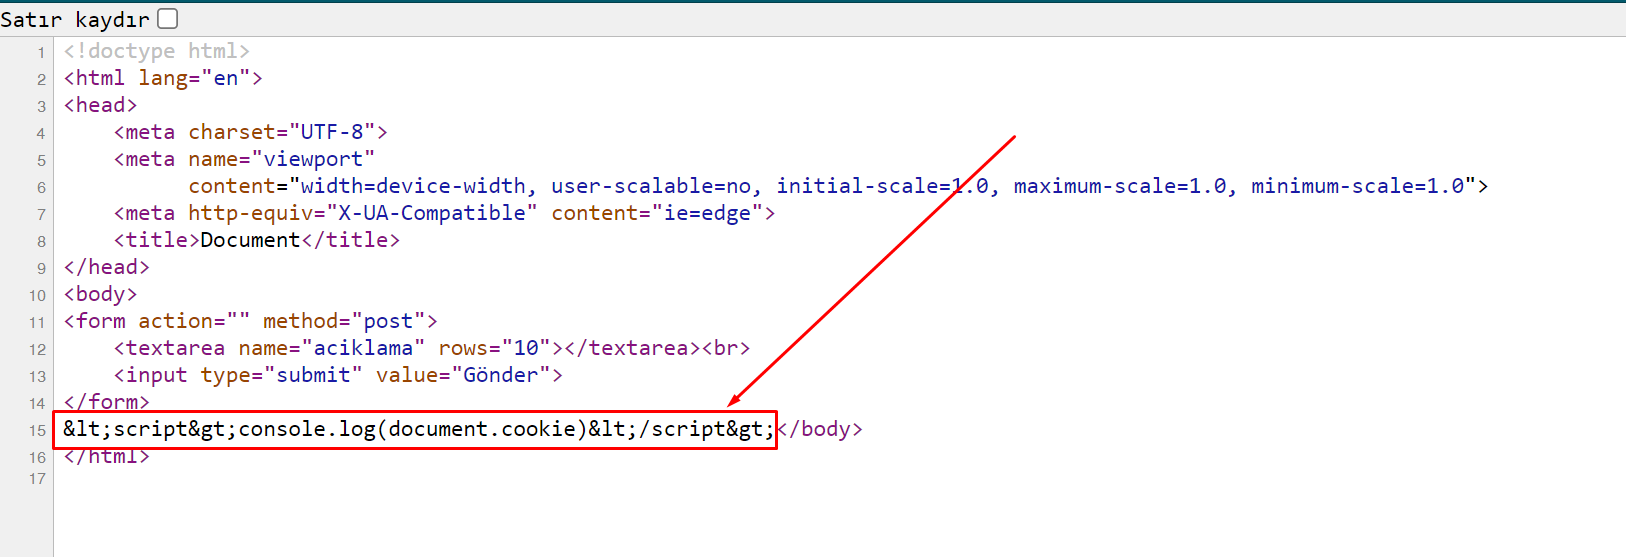 Satır kaydır
1 <!doctype html>
2 <html lang="en">
3 <head>
4     <meta charset="UTF-8">
5     <meta name="viewport"
6           content="width=device-width, user-scalable=no, initial-scale=1.0, maximum-scale=1.0, minimum-scale=1.0">
7     <meta http-equiv="X-UA-Compatible" content="ie=edge">
8     <title>Document</title>
9 </head>
10 <body>
11 <form action="" method="post">
12     <textarea name="aciklama" rows="10"></textarea><br>
13     <input type="submit" value="Gönder">
14 </form>
15 &lt;script&gt;console.log(document.cookie)&lt;/script&gt;</body>
16 </html>
17